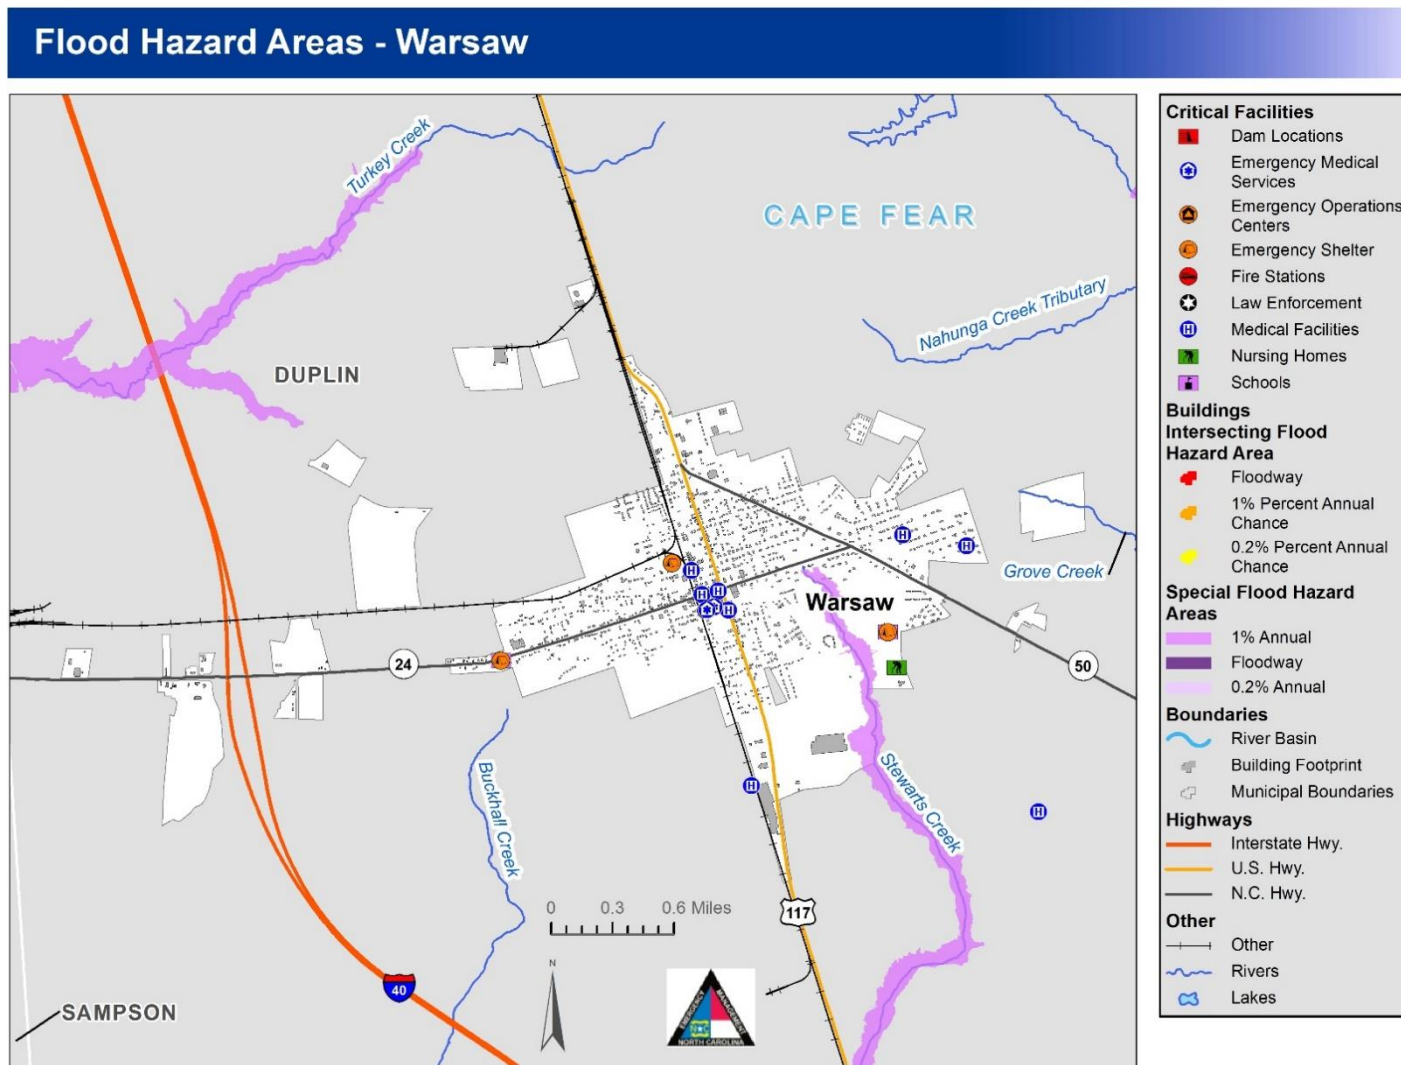 Flood Hazard Areas - Warsaw
Turkey Creek
CAPE FEAR
Nahunga Creek Tributary
DUPLIN
Grove Creek
Warsaw
24
50
Buckhall Creek
Stewarts Creek
0 0.3 0.6 Miles
117
N
40
SAMPSON
EMERGENCY
MANAGEMENT
NORTH CAROLINA
Critical Facilities
Dam Locations
Emergency Medical
Services
Emergency Operations
Centers
Emergency Shelter
Fire Stations
Law Enforcement
Medical Facilities
Nursing Homes
Schools
Buildings
Intersecting Flood
Hazard Area
Floodway
1% Percent Annual
Chance
0.2% Percent Annual
Chance
Special Flood Hazard
Areas
1% Annual
Floodway
0.2% Annual
Boundaries
River Basin
Building Footprint
Municipal Boundaries
Highways
Interstate Hwy.
U.S. Hwy.
N.C. Hwy.
Other
Other
Rivers
Lakes